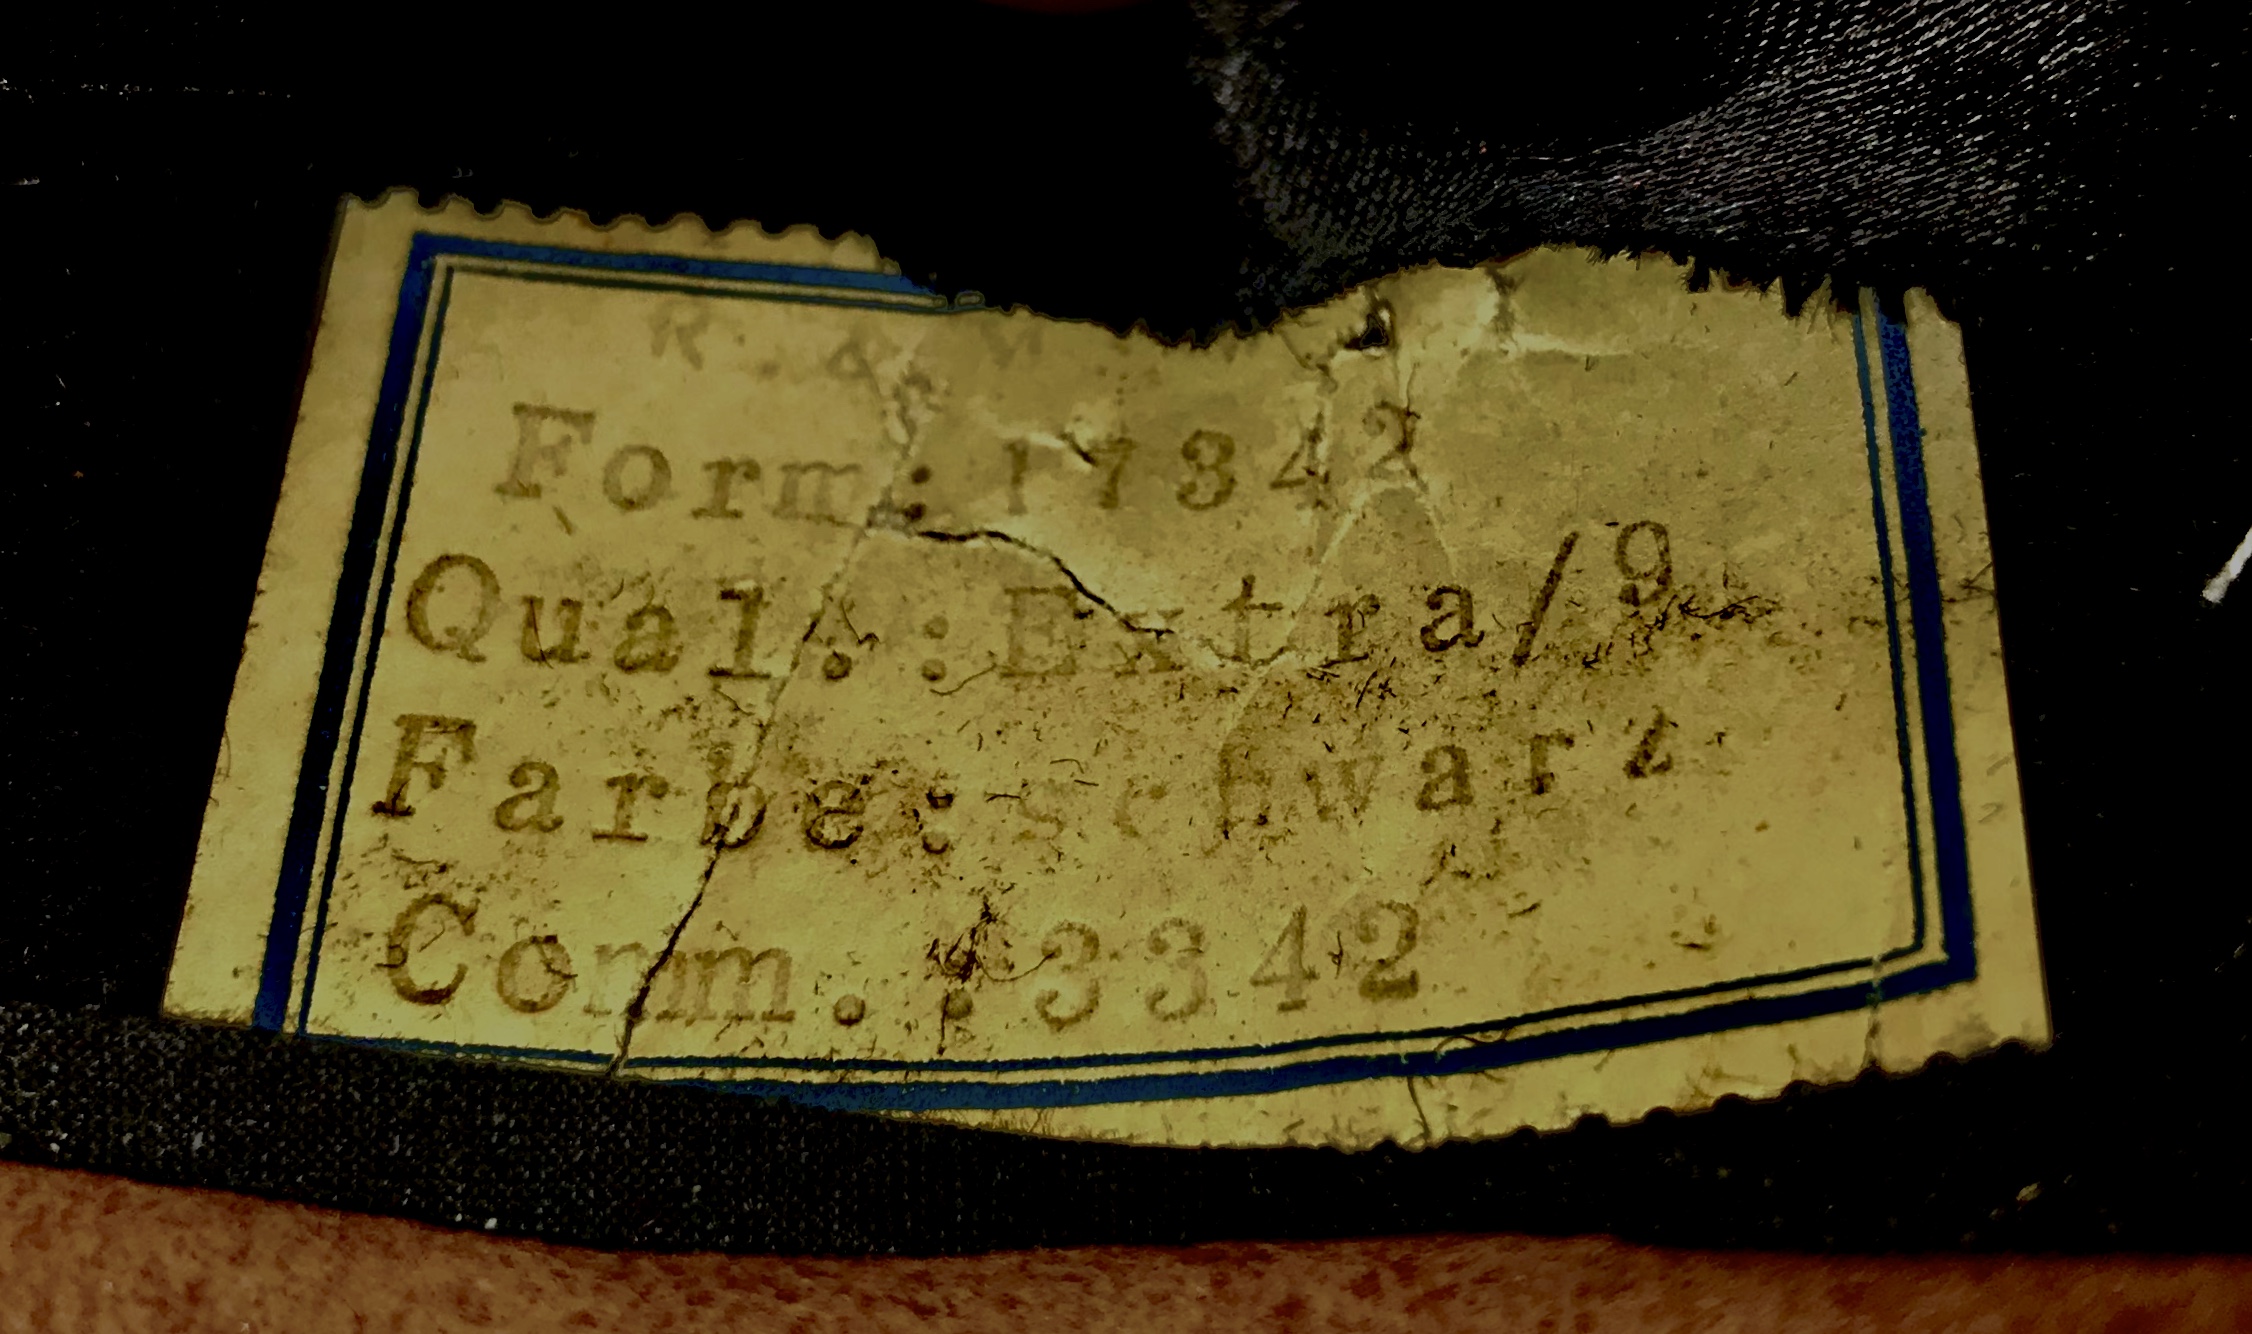 R. & M.
Form: 17342
Qual.:Extra/9
Farbe:schwarz
Comm.:3342